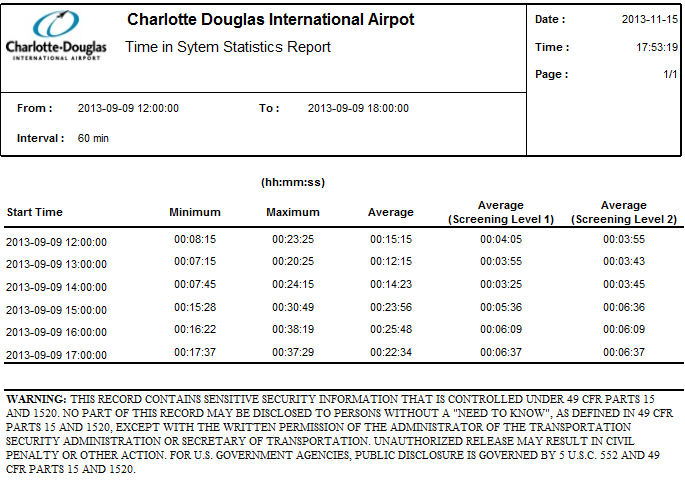 Charlotte-Douglas
INTERNATIONAL AIRPORT
Charlotte Douglas International Airpot
Time in Sytem Statistics Report
Date : 2013-11-15
Time : 17:53:19
Page : 1/1
From : 2013-09-09 12:00:00 To : 2013-09-09 18:00:00
Interval : 60 min
(hh:mm:ss)
Start Time Minimum Maximum Average Average (Screening Level 1) Average (Screening Level 2)
2013-09-09 12:00:00 00:08:15 00:23:25 00:15:15 00:04:05 00:03:55
2013-09-09 13:00:00 00:07:15 00:20:25 00:12:15 00:03:55 00:03:43
2013-09-09 14:00:00 00:07:45 00:24:15 00:14:23 00:03:25 00:03:45
2013-09-09 15:00:00 00:15:28 00:30:49 00:23:56 00:05:36 00:06:36
2013-09-09 16:00:00 00:16:22 00:38:19 00:25:48 00:06:09 00:06:09
2013-09-09 17:00:00 00:17:37 00:37:29 00:22:34 00:06:37 00:06:37
WARNING: THIS RECORD CONTAINS SENSITIVE SECURITY INFORMATION THAT IS CONTROLLED UNDER 49 CFR PARTS 15
AND 1520. NO PART OF THIS RECORD MAY BE DISCLOSED TO PERSONS WITHOUT A "NEED TO KNOW", AS DEFINED IN 49 CFR
PARTS 15 AND 1520, EXCEPT WITH THE WRITTEN PERMISSION OF THE ADMINISTRATOR OF THE TRANSPORTATION
SECURITY ADMINISTRATION OR SECRETARY OF TRANSPORTATION. UNAUTHORIZED RELEASE MAY RESULT IN CIVIL
PENALTY OR OTHER ACTION. FOR U.S. GOVERNMENT AGENCIES, PUBLIC DISCLOSURE IS GOVERNED BY 5 U.S.C. 552 AND 49
CFR PARTS 15 AND 1520.